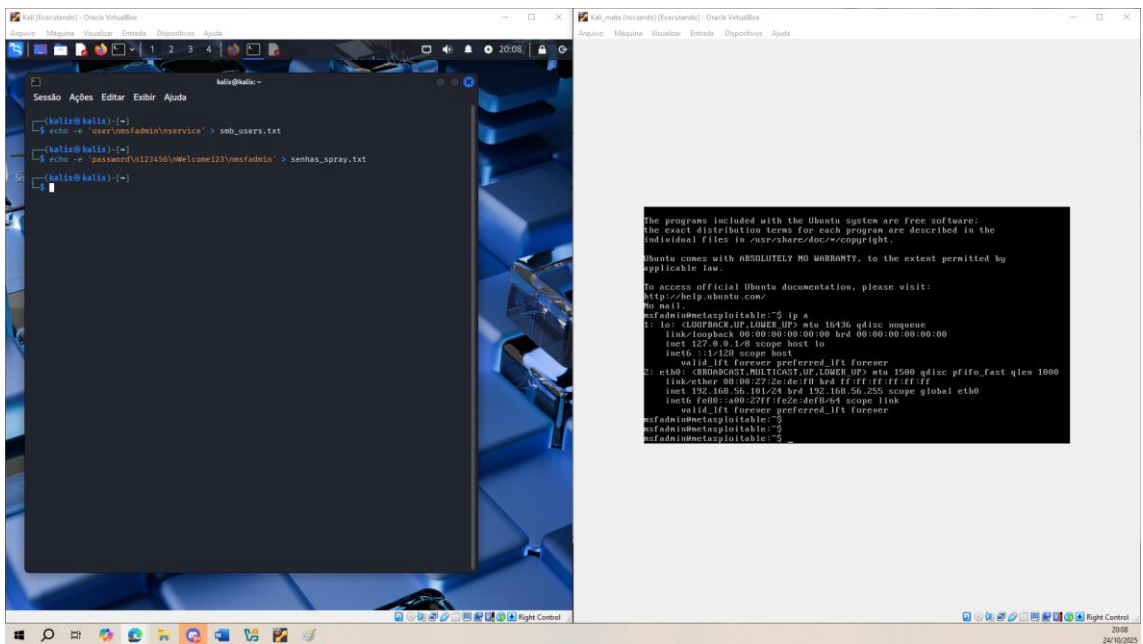 Kali [Executando] - Oracle VirtualBox
Arquivo Máquina Visualizar Entrada Dispositivos Ajuda
1 2 3 4
20:08
kalix@kalix: ~
Sessão Ações Editar Exibir Ajuda
(kalix㉿kalix)-[~]
$ echo -e 'user\nmsfadmin\nservice' > smb_users.txt
(kalix㉿kalix)-[~]
$ echo -e 'password\n123456\nWelcome123\nmsfadmin' > senhas_spray.txt
(kalix㉿kalix)-[~]
$
Right Control
Kali_meta (Iniciando) [Executando] - Oracle VirtualBox
Arquivo Máquina Visualizar Entrada Dispositivos Ajuda
The programs included with the Ubuntu system are free software;
the exact distribution terms for each program are described in the
individual files in /usr/share/doc/*/copyright.
Ubuntu comes with ABSOLUTELY NO WARRANTY, to the extent permitted by
applicable law.
To access official Ubuntu documentation, please visit:
http://help.ubuntu.com/
No mail.
msfadmin@metasploitable:~$ ip a
1: lo: <LOOPBACK,UP,LOWER_UP> mtu 16436 qdisc noqueue
link/loopback 00:00:00:00:00:00 brd 00:00:00:00:00:00
inet 127.0.0.1/8 scope host lo
inet6 ::1/128 scope host
valid_lft forever preferred_lft forever
2: eth0: <BROADCAST,MULTICAST,UP,LOWER_UP> mtu 1500 qdisc pfifo_fast qlen 1000
link/ether 08:00:27:2e:de:f8 brd ff:ff:ff:ff:ff:ff
inet 192.168.56.101/24 brd 192.168.56.255 scope global eth0
inet6 fe80::a00:27ff:fe2e:def8/64 scope link
valid_lft forever preferred_lft forever
msfadmin@metasploitable:~$
msfadmin@metasploitable:~$
msfadmin@metasploitable:~$ _
Right Control
20:08
24/10/2025